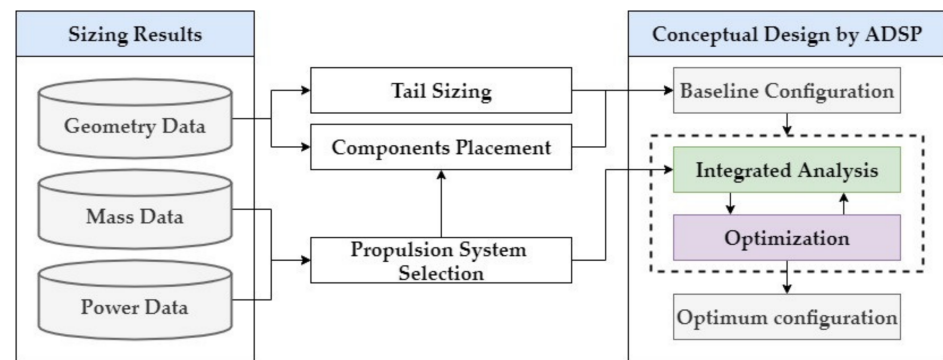 Sizing Results
Geometry Data
Mass Data
Power Data
Tail Sizing
Components Placement
Propulsion System
Selection
Conceptual Design by ADSP
Baseline Configuration
Integrated Analysis
Optimization
Optimum configuration